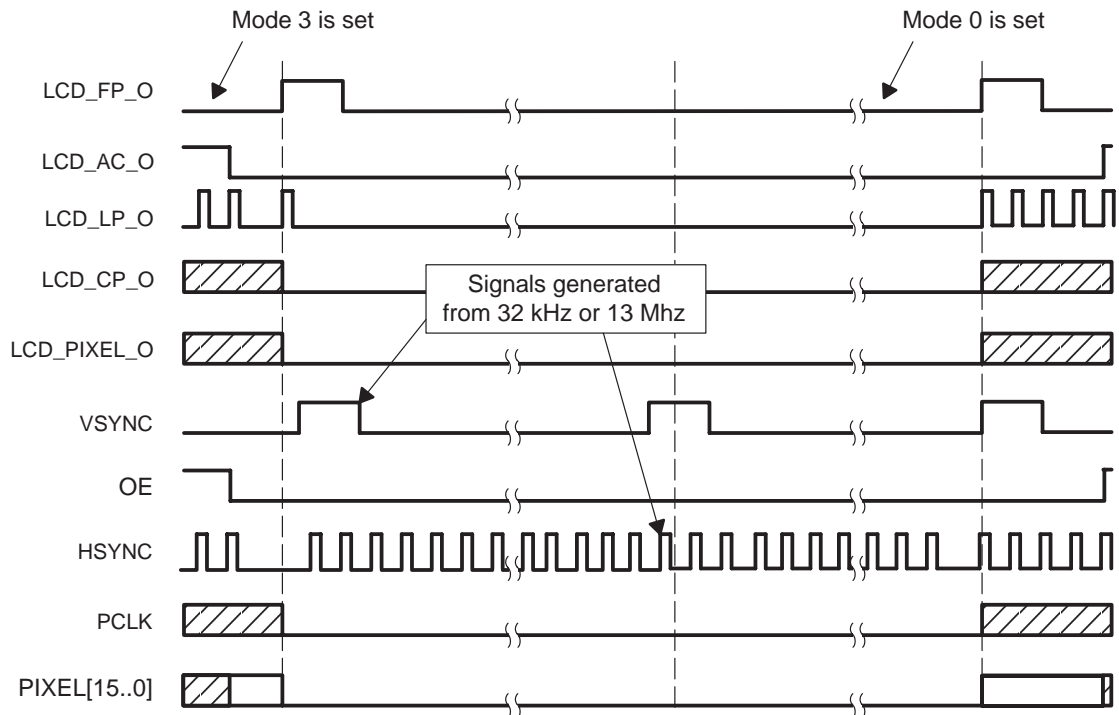 Mode 3 is set
Mode 0 is set
LCD_FP_O
LCD_AC_O
LCD_LP_O
LCD_CP_O
Signals generated
from 32 kHz or 13 Mhz
LCD_PIXEL_O
VSYNC
OE
HSYNC
PCLK
PIXEL[15..0]